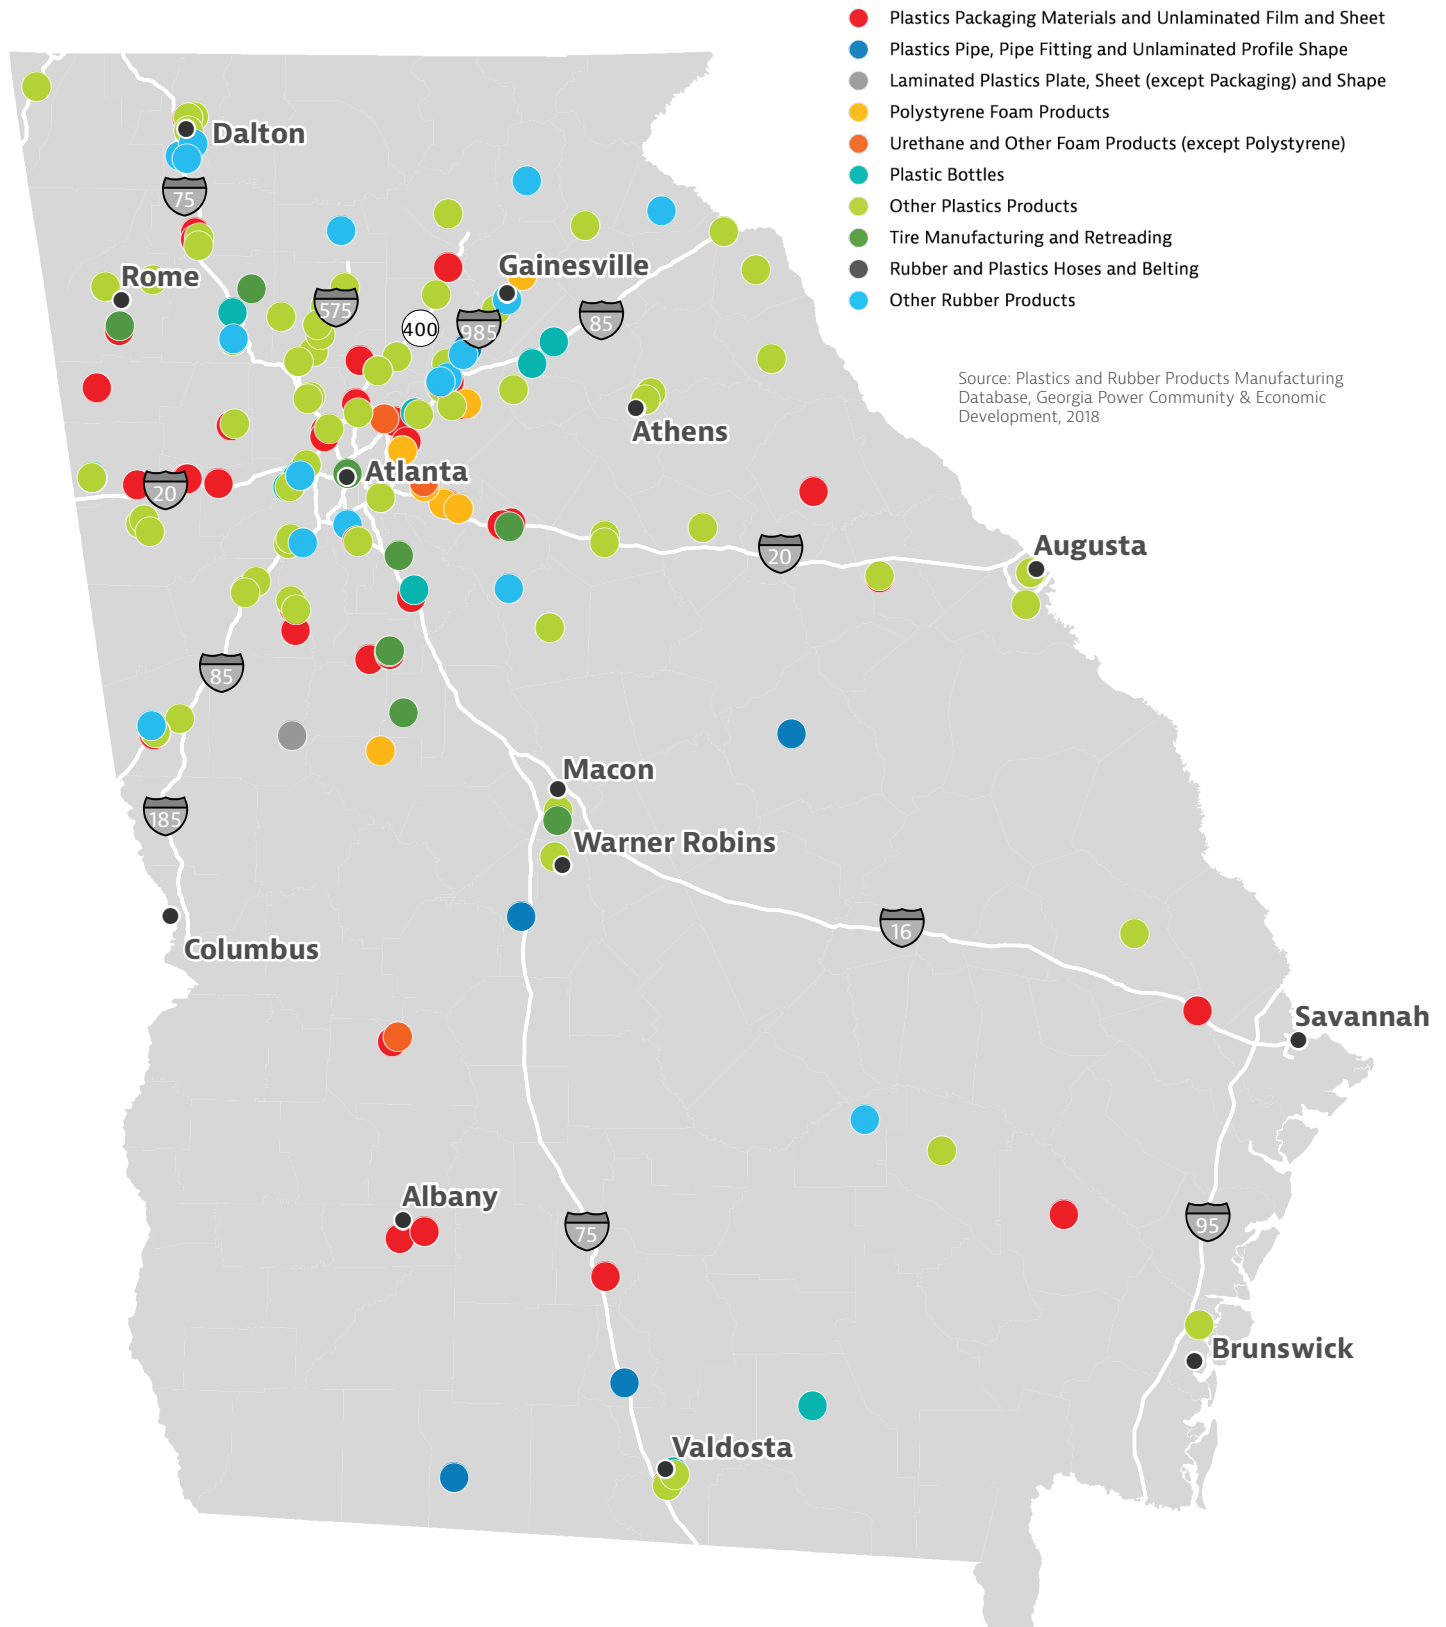 Plastics Packaging Materials and Unlaminated Film and Sheet
Plastics Pipe, Pipe Fitting and Unlaminated Profile Shape
Laminated Plastics Plate, Sheet (except Packaging) and Shape
Polystyrene Foam Products
Urethane and Other Foam Products (except Polystyrene)
Plastic Bottles
Other Plastics Products
Tire Manufacturing and Retreading
Rubber and Plastics Hoses and Belting
Other Rubber Products
Source: Plastics and Rubber Products Manufacturing
Database, Georgia Power Community & Economic
Development, 2018
Dalton
75
Rome
Gainesville
575
400
985
85
Athens
Atlanta
20
20
Augusta
85
Macon
185
Warner Robins
Columbus
16
Savannah
Albany
75
95
Brunswick
Valdosta